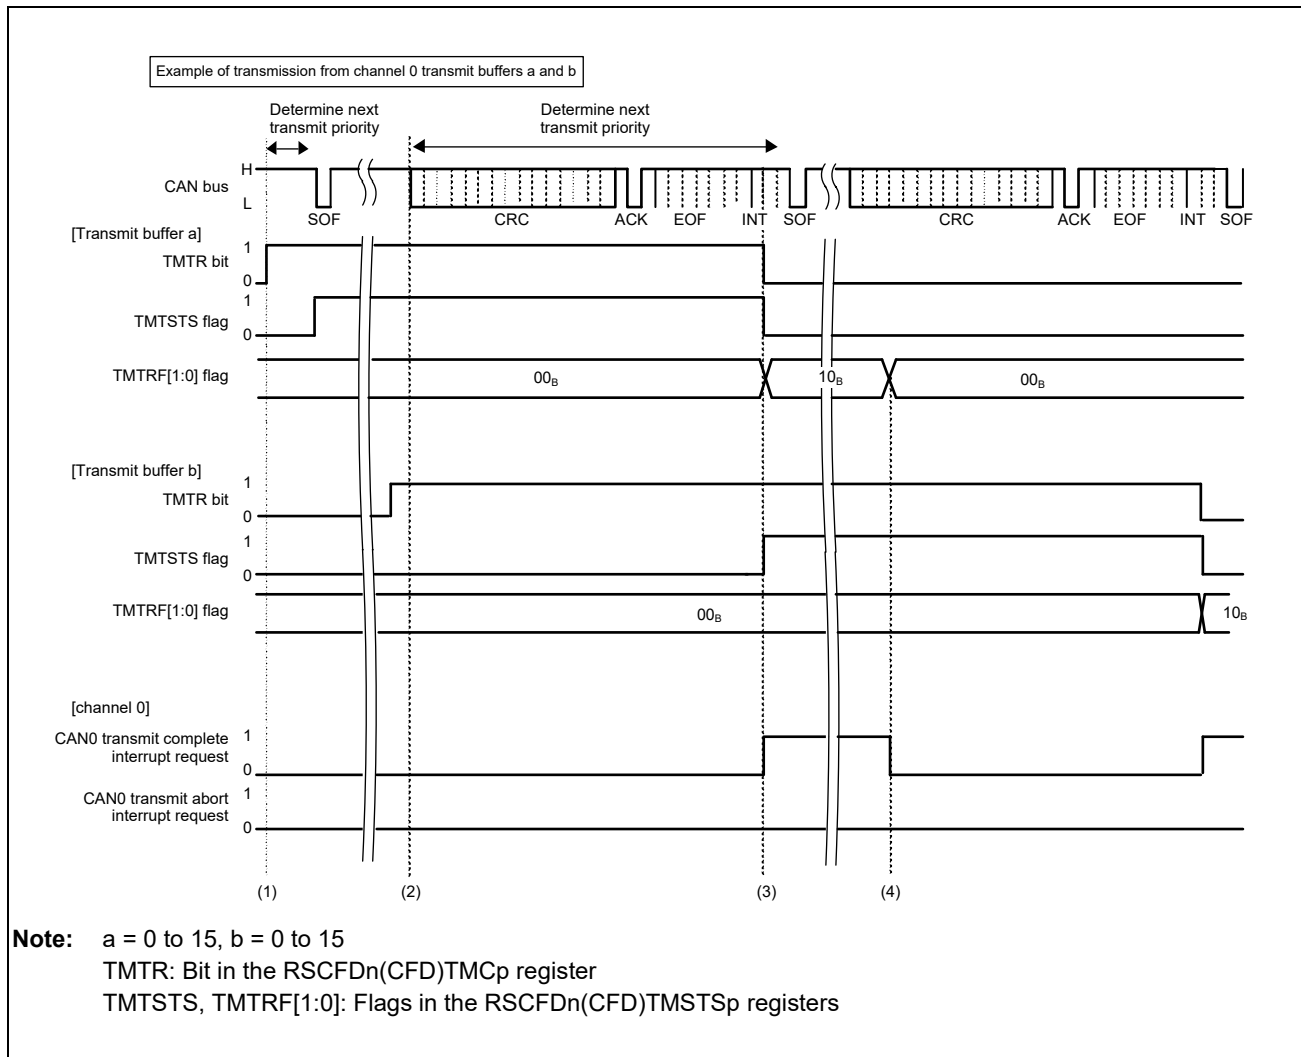 Example of transmission from channel 0 transmit buffers a and b
Determine next
transmit priority
Determine next
transmit priority
H
CAN bus
L
SOF CRC ACK EOF INT SOF CRC ACK EOF INT SOF
[Transmit buffer a]
1
TMTR bit
0
1
TMTSTS flag
0
TMTRF[1:0] flag
00B 10B 00B
[Transmit buffer b]
1
TMTR bit
0
1
TMTSTS flag
0
TMTRF[1:0] flag
00B 10B
[channel 0]
CAN0 transmit complete 1
interrupt request
0
CAN0 transmit abort 1
interrupt request
0
(1) (2) (3) (4)
Note: a = 0 to 15, b = 0 to 15
TMTR: Bit in the RSCFDn(CFD)TMCp register
TMTSTS, TMTRF[1:0]: Flags in the RSCFDn(CFD)TMSTSp registers